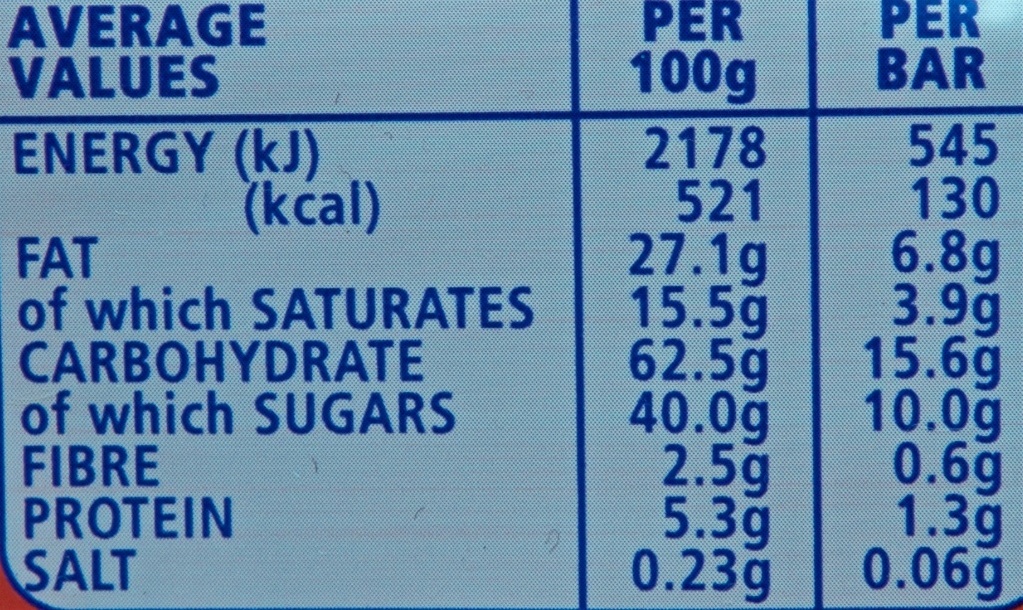 AVERAGE VALUES PER 100g PER BAR
ENERGY (kJ) 2178 545
(kcal) 521 130
FAT 27.1g 6.8g
of which SATURATES 15.5g 3.9g
CARBOHYDRATE 62.5g 15.6g
of which SUGARS 40.0g 10.0g
FIBRE 2.5g 0.6g
PROTEIN 5.3g 1.3g
SALT 0.23g 0.06g